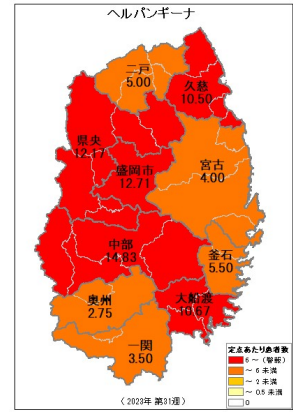 ヘルパンギーナ
二戸
5.00
久慈
10.50
県央
12.17
盛岡市
12.71
宮古
4.00
中部
14.83
釜石
5.50
奥州
2.75
大船渡
10.67
一関
3.50
定点あたり患者数
6 ～ (警報)
～ 6 未満
～ 2 未満
～ 0.5 未満
0
（ 2023年 第31週）